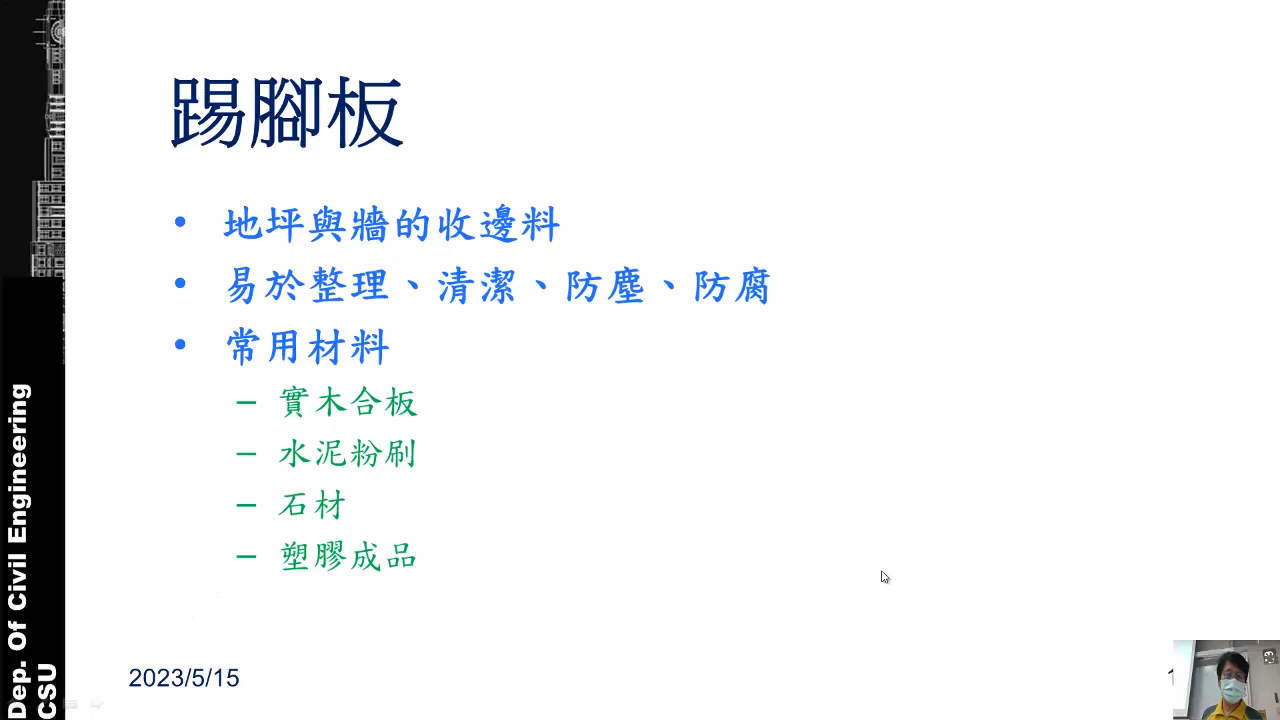 踢腳板
• 地坪與牆的收邊料
• 易於整理、清潔、防塵、防腐
• 常用材料
– 實木合板
– 水泥粉刷
– 石材
– 塑膠成品
2023/5/15
1
Dep. Of Civil Engineering
CSU